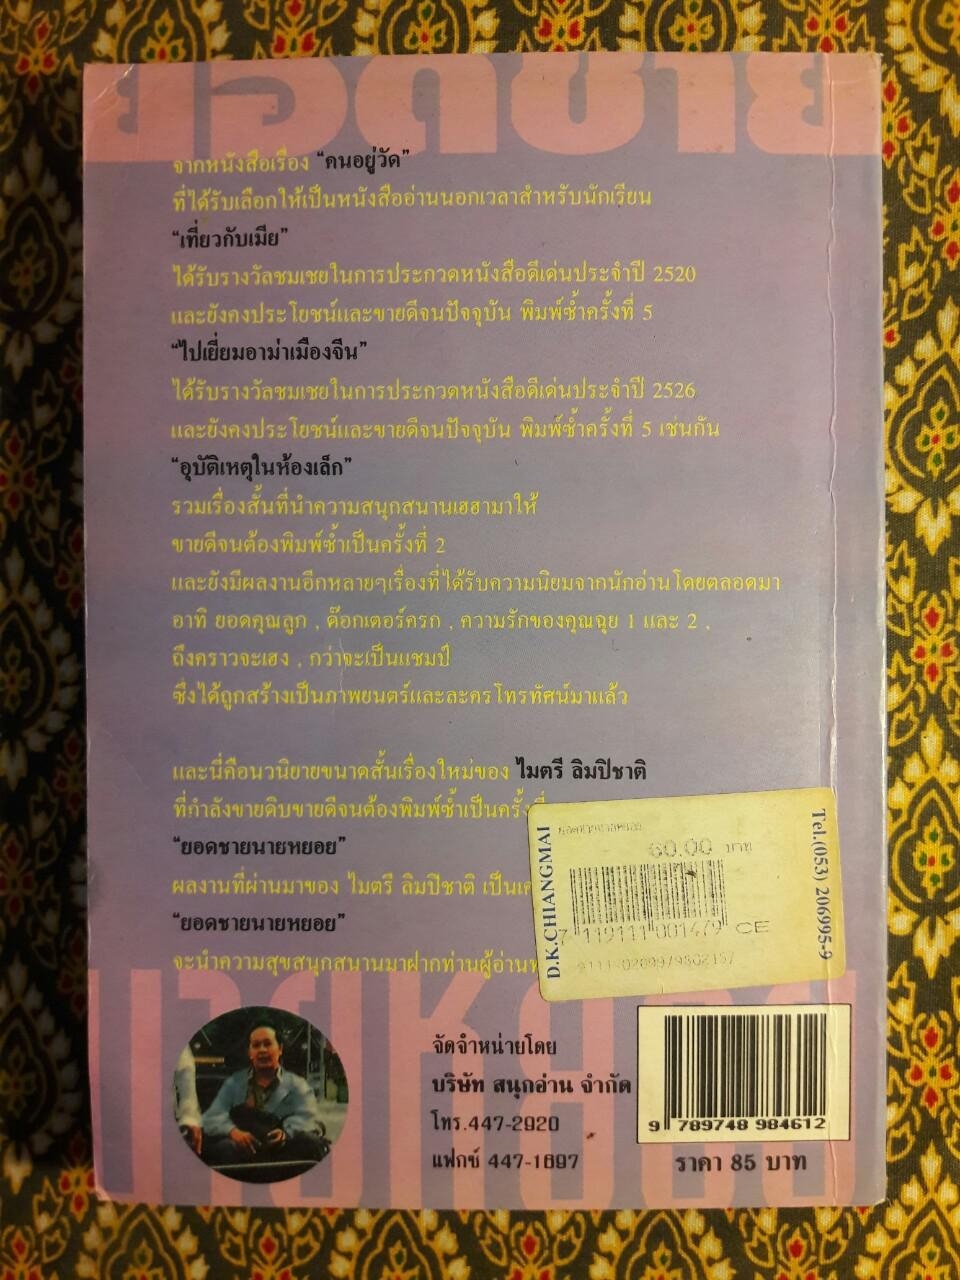 ยอดชาย
จากหนังสือเรื่อง “คนอยู่วัด”
ที่ได้รับเลือกให้เป็นหนังสืออ่านนอกเวลาสำหรับนักเรียน
“เที่ยวกับเมีย”
ได้รับรางวัลชมเชยในการประกวดหนังสือดีเด่นประจำปี 2520
และยังคงประโยชน์และขายดีจนปัจจุบัน พิมพ์ซ้ำครั้งที่ 5
“ไปเยี่ยมอาม่าเมืองจีน”
ได้รับรางวัลชมเชยในการประกวดหนังสือดีเด่นประจำปี 2526
และยังคงประโยชน์และขายดีจนปัจจุบัน พิมพ์ซ้ำครั้งที่ 5 เช่นกัน
“อุบัติเหตุในห้องเล็ก”
รวมเรื่องสั้นที่นำความสนุกสนานเฮฮามาให้
ขายดีจนต้องพิมพ์ซ้ำเป็นครั้งที่ 2
และยังมีผลงานอีกหลายๆเรื่องที่ได้รับความนิยมจากนักอ่านโดยตลอดมา
อาทิ ยอดคุณลูก , ด๊อกเตอร์ครก , ความรักของคุณฉุย 1 และ 2 ,
ถึงคราวจะเฮง , กว่าจะเป็นแชมป์
ซึ่งได้ถูกสร้างเป็นภาพยนตร์และละครโทรทัศน์มาแล้ว
และนี่คือนวนิยายขนาดสั้นเรื่องใหม่ของ ไมตรี ลิมปิชาติ
ที่กำลังขายดิบขายดีจนต้องพิมพ์ซ้ำเป็นครั้งที่
“ยอดชายนายหยอย”
ผลงานที่ผ่านมาของ ไมตรี ลิมปิชาติ เป็น
“ยอดชายนายหยอย”
จะนำความสุขสนุกสนานมาฝากท่านผู้อ่าน
นายหยอย
D.K.CHIANGMAI
ยอดชายนายหยอย
60.00 บาท
7 119111 001479 CE
Tel.(053) 206995-9
จัดจำหน่ายโดย
บริษัท สนุกอ่าน จำกัด
โทร.447-2920
แฟกซ์ 447-1697
9 789748 984612
ราคา 85 บาท